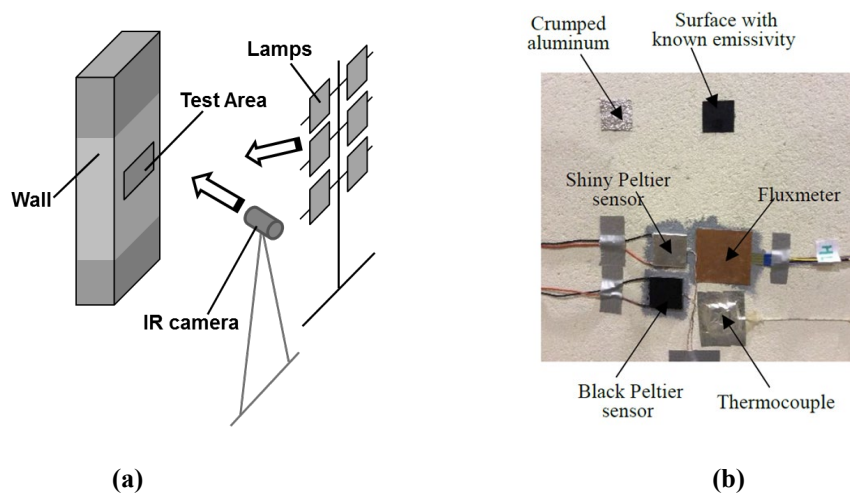 Lamps
Test Area
Wall
IR camera
(a)
Crumped
aluminum
Surface with
known emissivity
Shiny Peltier
sensor
Fluxmeter
Black Peltier
sensor
Thermocouple
(b)